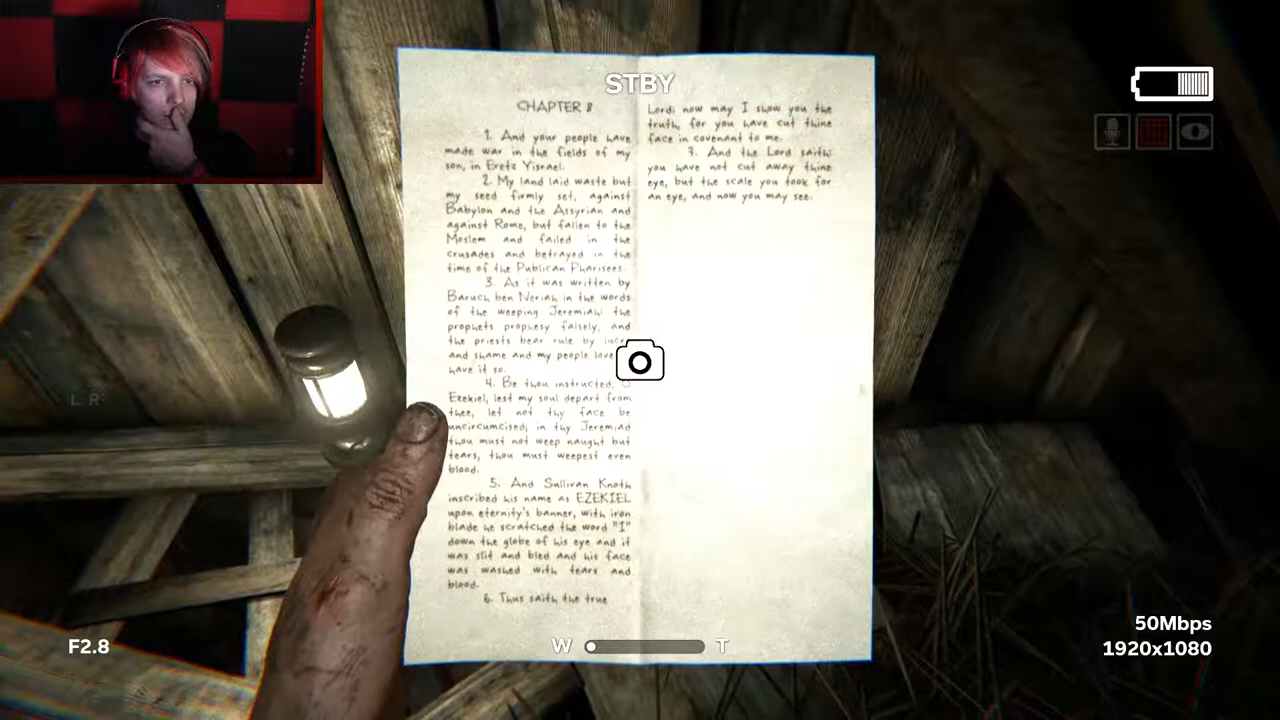 STBY
CHAPTER 8
1. And your people have
made war in the fields of my
son, in Eretz Yisrael.
2. My land laid waste but
my seed firmly set, against
Babylon and the Assyrian and
against Rome, but fallen to the
Moslem and failed in the
crusades and betrayed in the
time of the Publican Pharisees.
3. As it was written by
Baruch ben Neriah in the words
of the weeping Jeremiah: the
prophets prophesy falsely, and
the priests bear rule by
and shame and my people love
have it so.
4. Be thou instructed, O
Ezekiel, lest my soul depart from
thee, let not thy face be
uncircumcised; in thy Jeremiad
thou must not weep naught but
tears, thou must weepest even
blood.
5. And Sullivan Knoth
inscribed his name as EZEKIEL
upon eternity's banner, with iron
blade he scratched the word "I"
down the globe of his eye and it
was slit and bled and his face
was washed with tears and
blood.
6. Thus saith the true
Lord: now may I show you the
truth, for you have cut thine
face in covenant to me.
7. And the Lord saith:
you have not cut away thine
eye, but the scale you took for
an eye, and now you may see.
L R
F2.8
W T
50Mbps
1920x1080